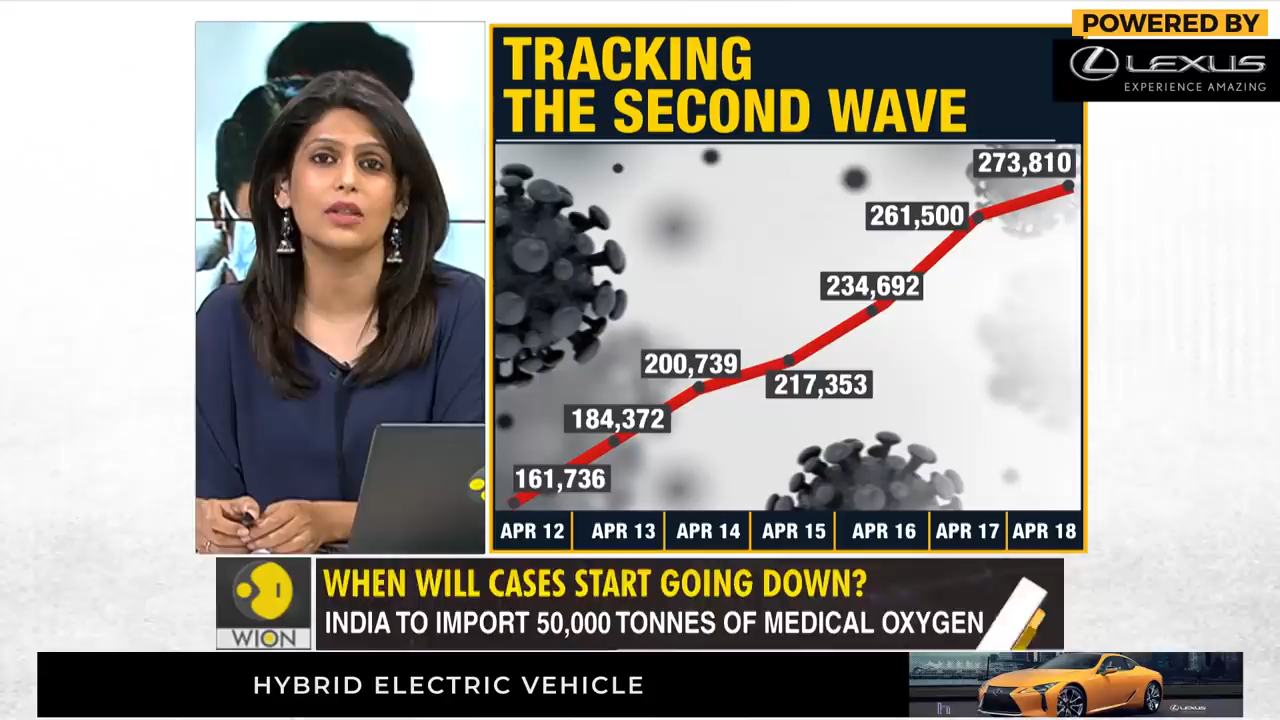 POWERED BY
LEXUS
EXPERIENCE AMAZING
TRACKING
THE SECOND WAVE
273,810
261,500
234,692
200,739
217,353
184,372
161,736
APR 12 APR 13 APR 14 APR 15 APR 16 APR 17 APR 18
WHEN WILL CASES START GOING DOWN?
INDIA TO IMPORT 50,000 TONNES OF MEDICAL OXYGEN
WION
HYBRID ELECTRIC VEHICLE
LEXUS